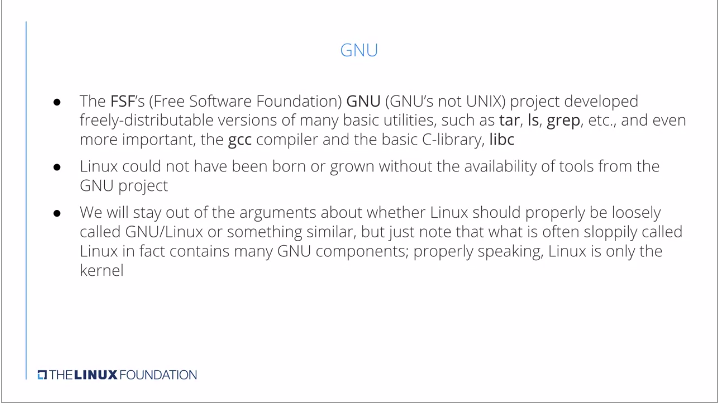 GNU
● The FSF's (Free Software Foundation) GNU (GNU's not UNIX) project developed
freely-distributable versions of many basic utilities, such as tar, ls, grep, etc., and even
more important, the gcc compiler and the basic C-library, libc
● Linux could not have been born or grown without the availability of tools from the
GNU project
● We will stay out of the arguments about whether Linux should properly be loosely
called GNU/Linux or something similar, but just note that what is often sloppily called
Linux in fact contains many GNU components; properly speaking, Linux is only the
kernel
THE LINUX FOUNDATION